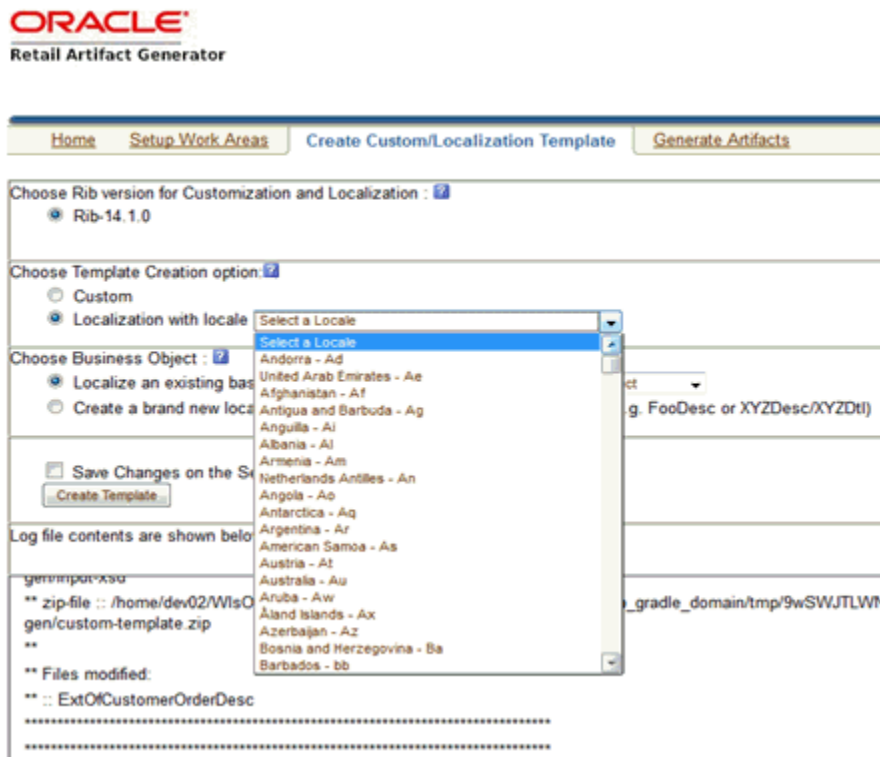 ORACLE
Retail Artifact Generator
Home Setup Work Areas Create Custom/Localization Template Generate Artifacts
Choose Rib version for Customization and Localization : ?
Rib-14.1.0
Choose Template Creation option: ?
Custom
Localization with locale Select a Locale
Select a Locale
Andorra - Ad
United Arab Emirates - Ae
Afghanistan - Af
Antigua and Barbuda - Ag
Anguilla - Ai
Albania - Al
Armenia - Am
Netherlands Antilles - An
Angola - Ao
Antarctica - Aq
Argentina - Ar
American Samoa - As
Austria - At
Australia - Au
Aruba - Aw
Åland Islands - Ax
Azerbaijan - Az
Bosnia and Herzegovina - Ba
Barbados - bb
Choose Business Object : ?
Localize an existing bas ct
Create a brand new loca .g. FooDesc or XYZDesc/XYZDtl)
Save Changes on the Se
Create Template
Log file contents are shown belo
gen/input-xsd
** zip-file :: /home/dev02/WlsO _gradle_domain/tmp/9wSWJTLWN
gen/custom-template.zip
**
** Files modified:
** :: ExtOfCustomerOrderDesc